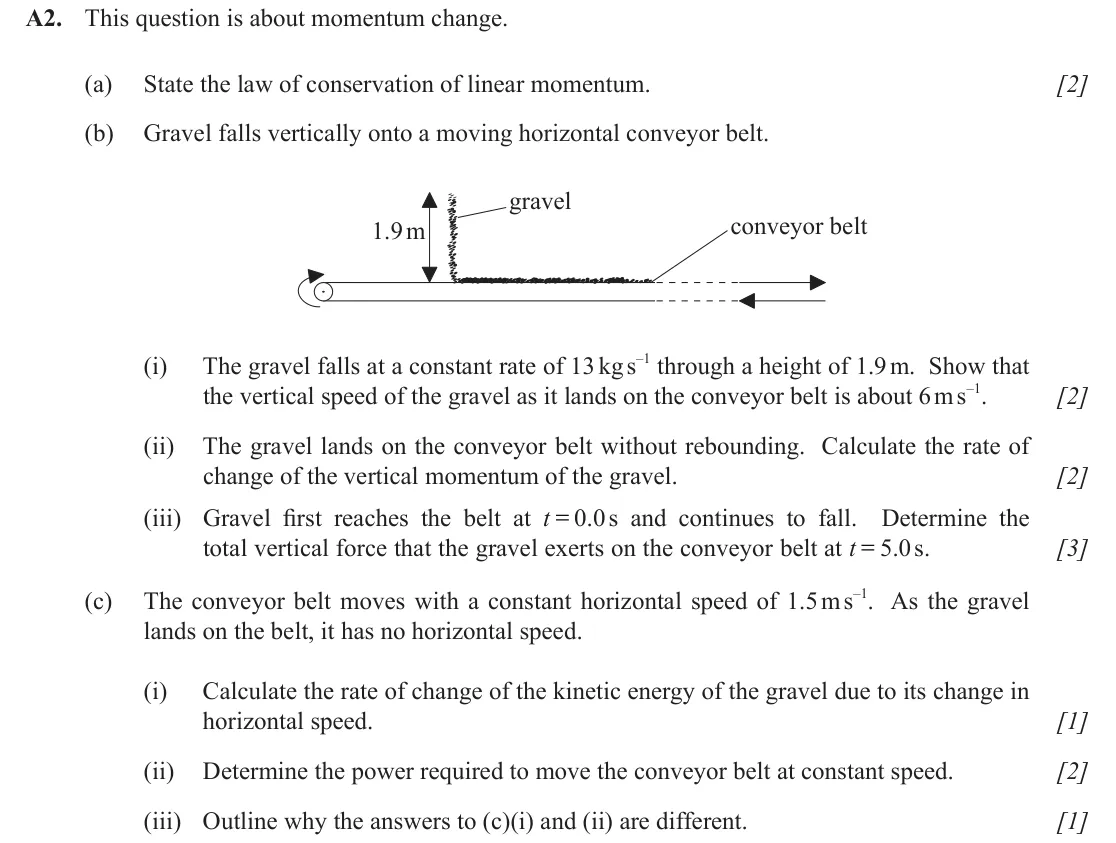 A2. This question is about momentum change.
(a) State the law of conservation of linear momentum. [2]
(b) Gravel falls vertically onto a moving horizontal conveyor belt.
gravel
1.9 m
conveyor belt
(i) The gravel falls at a constant rate of 13 kg s⁻¹ through a height of 1.9 m. Show that
the vertical speed of the gravel as it lands on the conveyor belt is about 6 m s⁻¹. [2]
(ii) The gravel lands on the conveyor belt without rebounding. Calculate the rate of
change of the vertical momentum of the gravel. [2]
(iii) Gravel first reaches the belt at t = 0.0 s and continues to fall. Determine the
total vertical force that the gravel exerts on the conveyor belt at t = 5.0 s. [3]
(c) The conveyor belt moves with a constant horizontal speed of 1.5 m s⁻¹. As the gravel
lands on the belt, it has no horizontal speed.
(i) Calculate the rate of change of the kinetic energy of the gravel due to its change in
horizontal speed. [1]
(ii) Determine the power required to move the conveyor belt at constant speed. [2]
(iii) Outline why the answers to (c)(i) and (ii) are different. [1]